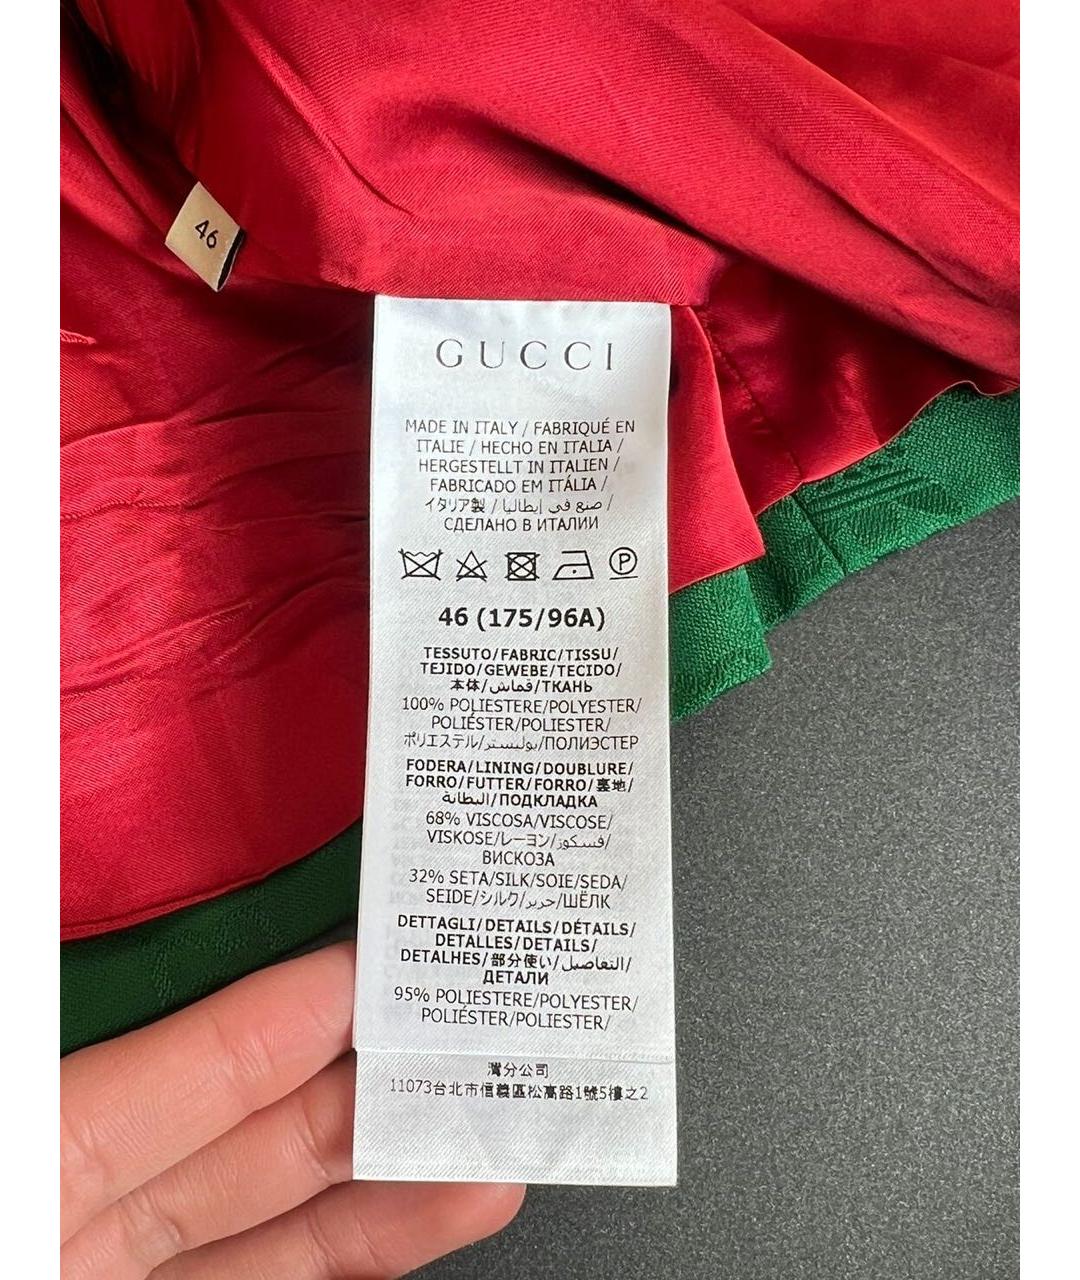 46
GUCCI
MADE IN ITALY / FABRIQUÉ EN
ITALIE / HECHO EN ITALIA /
HERGESTELLT IN ITALIEN /
FABRICADO EM ITÁLIA /
イタリア製 / صنع في إيطاليا /
СДЕЛАНО В ИТАЛИИ
P
46 (175/96A)
TESSUTO/FABRIC/TISSU/
TEJIDO/GEWEBE/TECIDO/
本体/قماش/ТКАНЬ
100% POLIESTERE/POLYESTER/
POLIÉSTER/POLIESTER/
ポリエステル/بوليستر/ПОЛИЭСТЕР
FODERA/LINING/DOUBLURE/
FORRO/FUTTER/FORRO/裏地/
البطانة/ПОДКЛАДКА
68% VISCOSA/VISCOSE/
VISKOSE/レーヨン/فسكوز/
ВИСКОЗА
32% SETA/SILK/SOIE/SEDA/
SEIDE/シルク/حرير/ШЁЛК
DETTAGLI/DETAILS/DÉTAILS/
DETALLES/DETAILS/
DETALHES/部分使い/التفاصيل/
ДЕТАЛИ
95% POLIESTERE/POLYESTER/
POLIÉSTER/POLIESTER/
灣分公司
11073台北市信義區松高路1號5樓之2